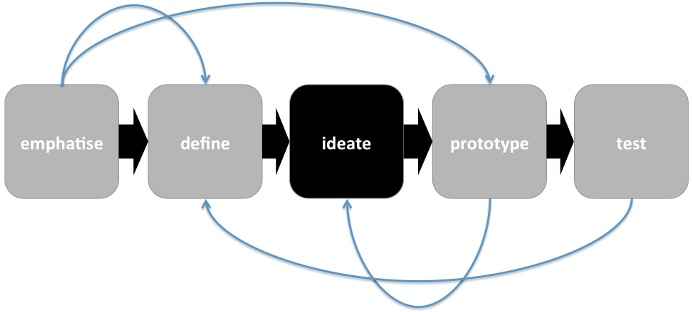 emphatise
define
ideate
prototype
test